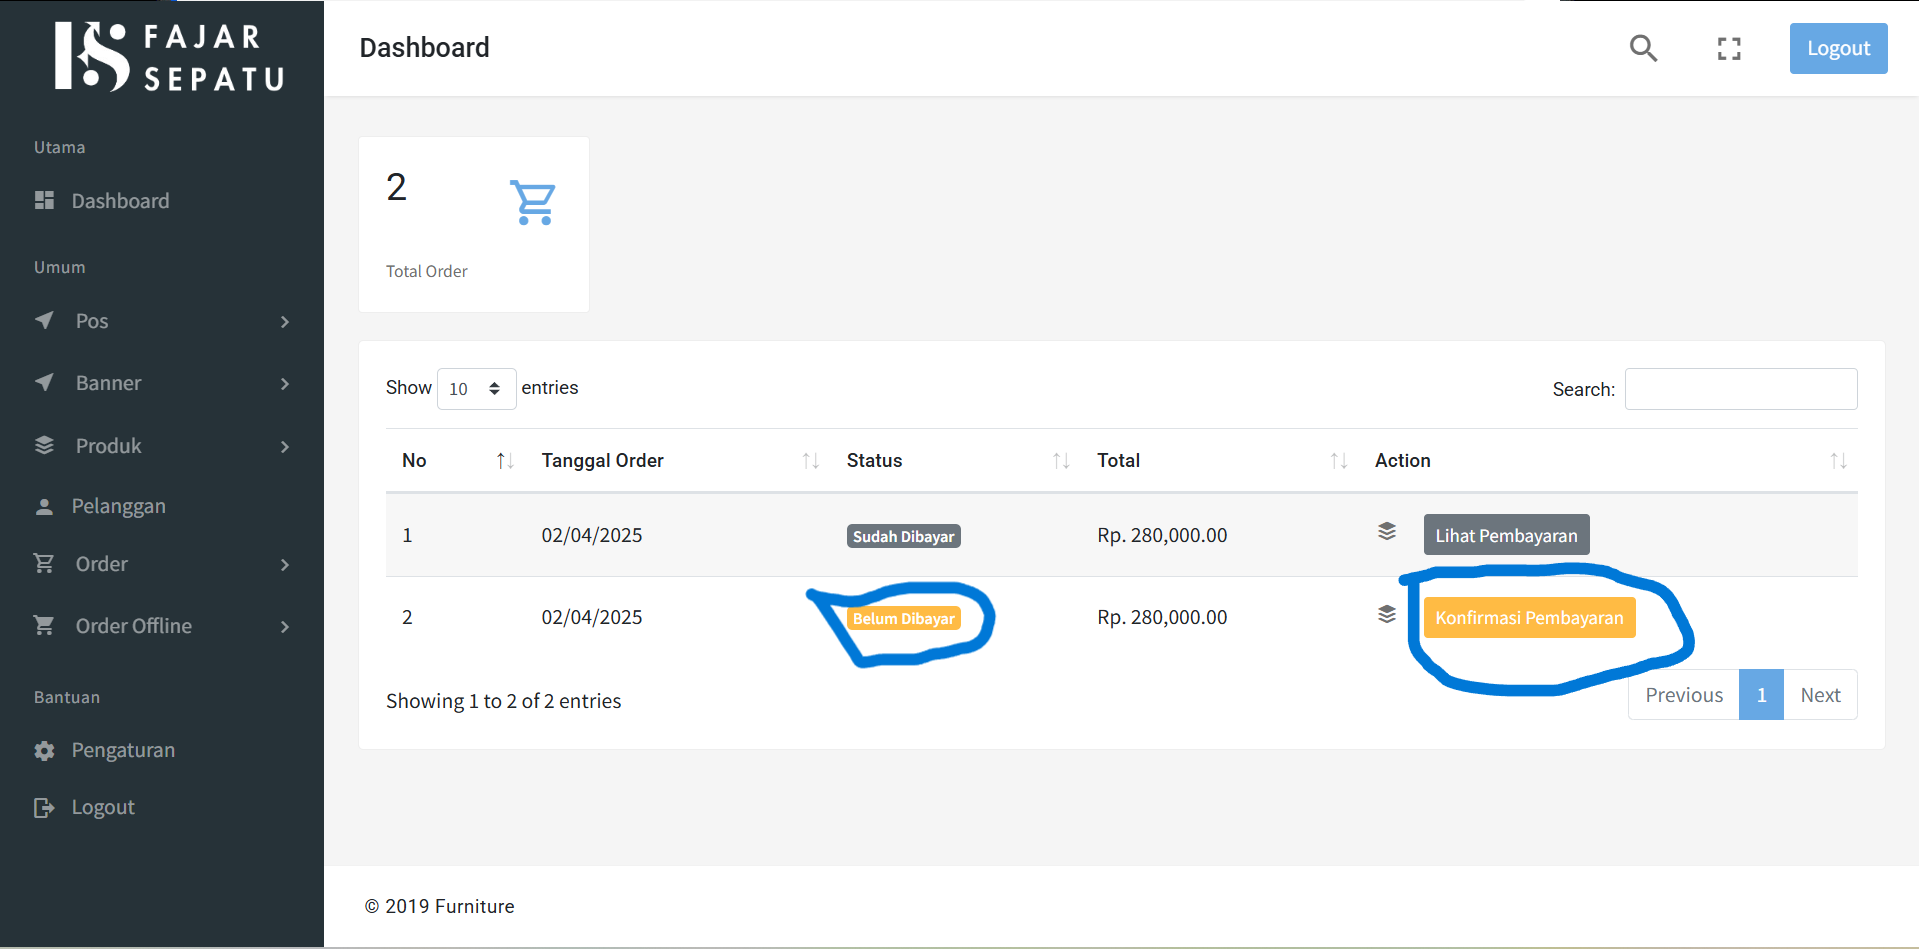 FAJAR
SEPATU
Utama
Dashboard
Umum
Pos
Banner
Produk
Pelanggan
Order
Order Offline
Bantuan
Pengaturan
Logout
Dashboard
Logout
2
Total Order
Show 10 entries
Search:
No Tanggal Order Status Total Action
1 02/04/2025 Sudah Dibayar Rp. 280,000.00 Lihat Pembayaran
2 02/04/2025 Belum Dibayar Rp. 280,000.00 Konfirmasi Pembayaran
Showing 1 to 2 of 2 entries
Previous 1 Next
© 2019 Furniture